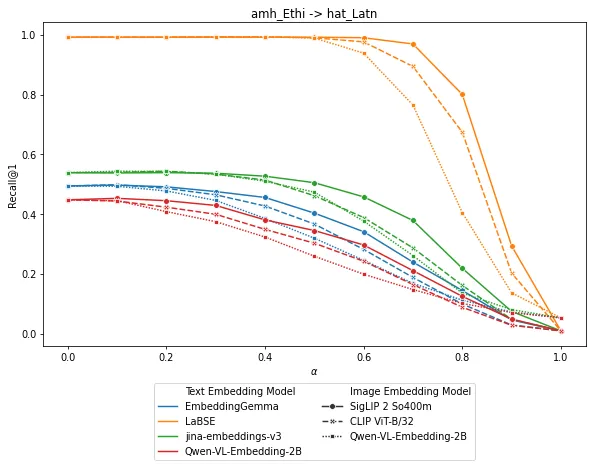 amh_Ethi -> hat_Latn
Recall@1
1.0
0.8
0.6
0.4
0.2
0.0
0.0 0.2 0.4 0.6 0.8 1.0
α
Text Embedding Model Image Embedding Model
EmbeddingGemma SigLIP 2 So400m
LaBSE CLIP ViT-B/32
jina-embeddings-v3 Qwen-VL-Embedding-2B
Qwen-VL-Embedding-2B